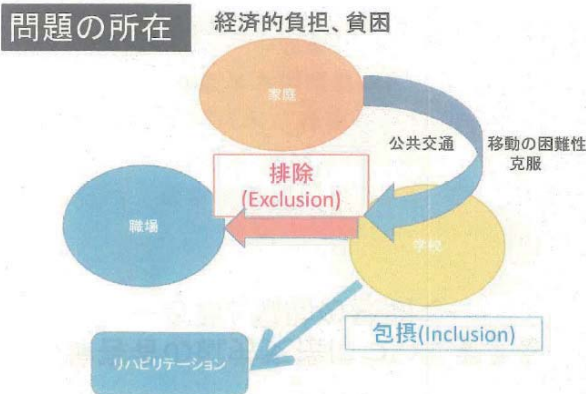 問題の所在
経済的負担、貧困
家庭
公共交通
移動の困難性
克服
排除
(Exclusion)
職場
学校
包摂(Inclusion)
リハビリテーション